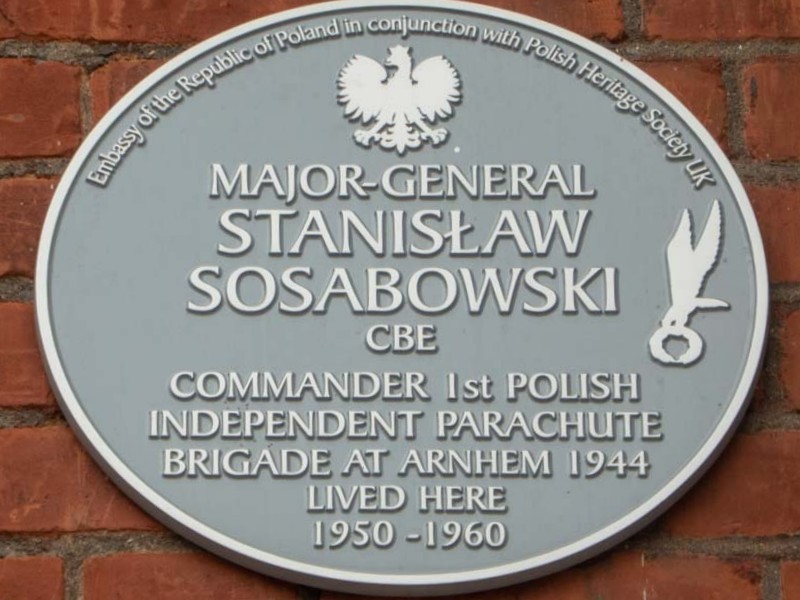 Embassy of the Republic of Poland in conjunction with Polish Heritage Society UK
MAJOR-GENERAL
STANISŁAW
SOSABOWSKI
CBE
COMMANDER 1st POLISH
INDEPENDENT PARACHUTE
BRIGADE AT ARNHEM 1944
LIVED HERE
1950 -1960